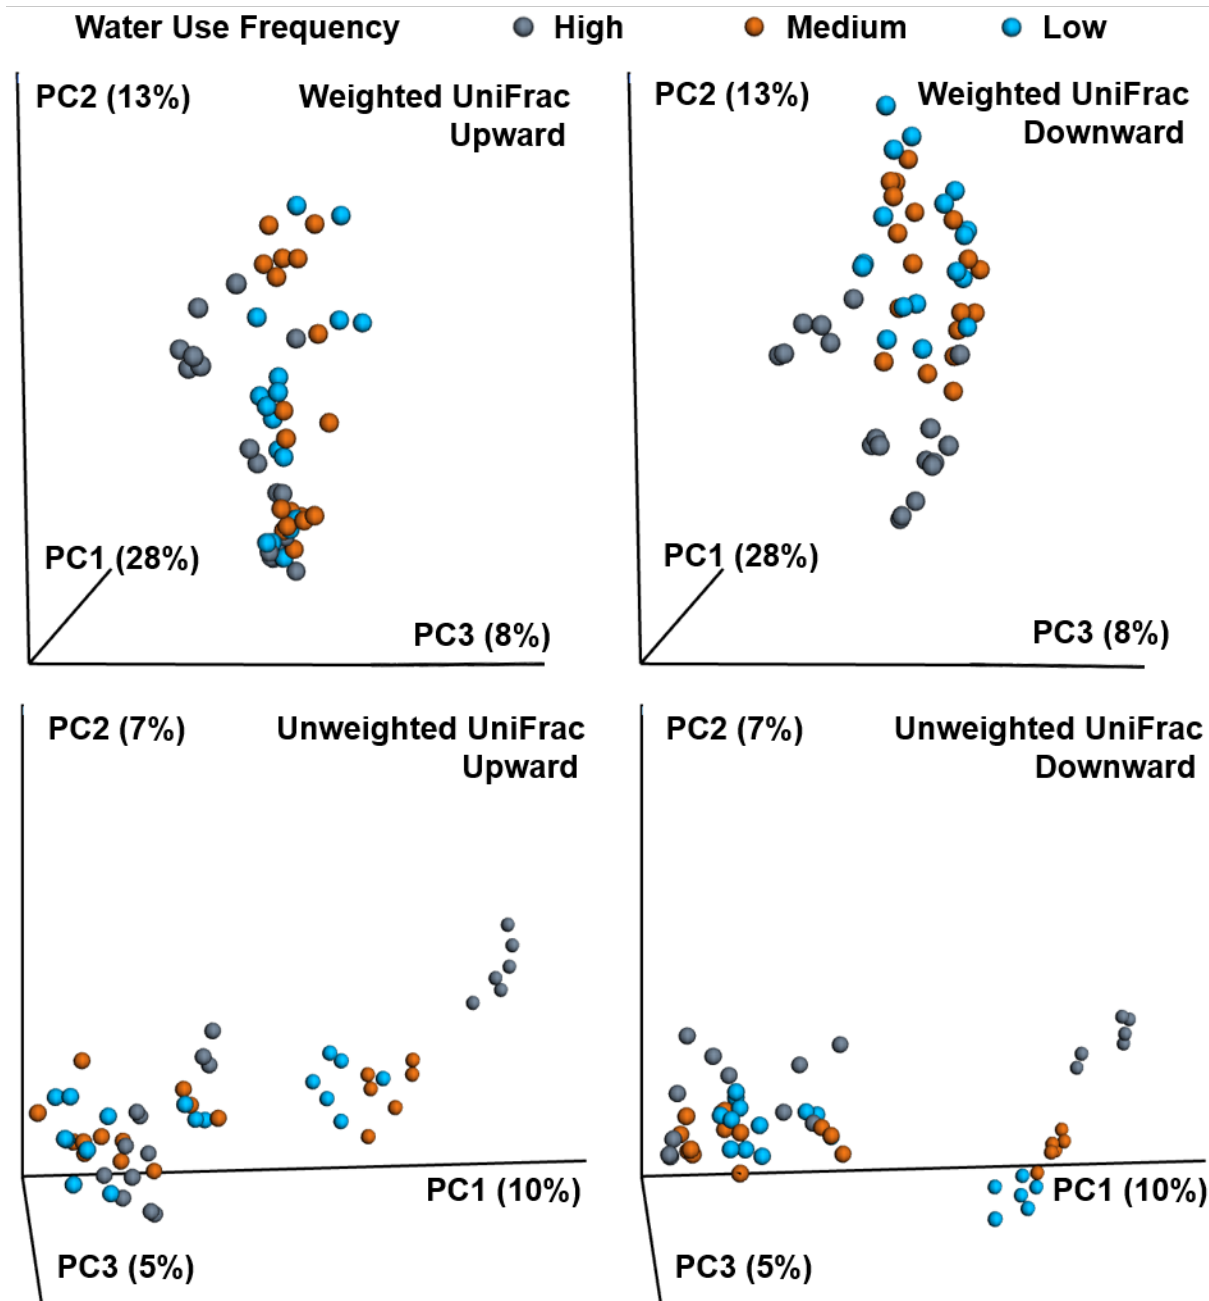 Water Use Frequency High Medium Low
PC2 (13%)
Weighted UniFrac
Upward
PC1 (28%)
PC3 (8%)
PC2 (13%)
Weighted UniFrac
Downward
PC1 (28%)
PC3 (8%)
PC2 (7%)
Unweighted UniFrac
Upward
PC1 (10%)
PC3 (5%)
PC2 (7%)
Unweighted UniFrac
Downward
PC1 (10%)
PC3 (5%)